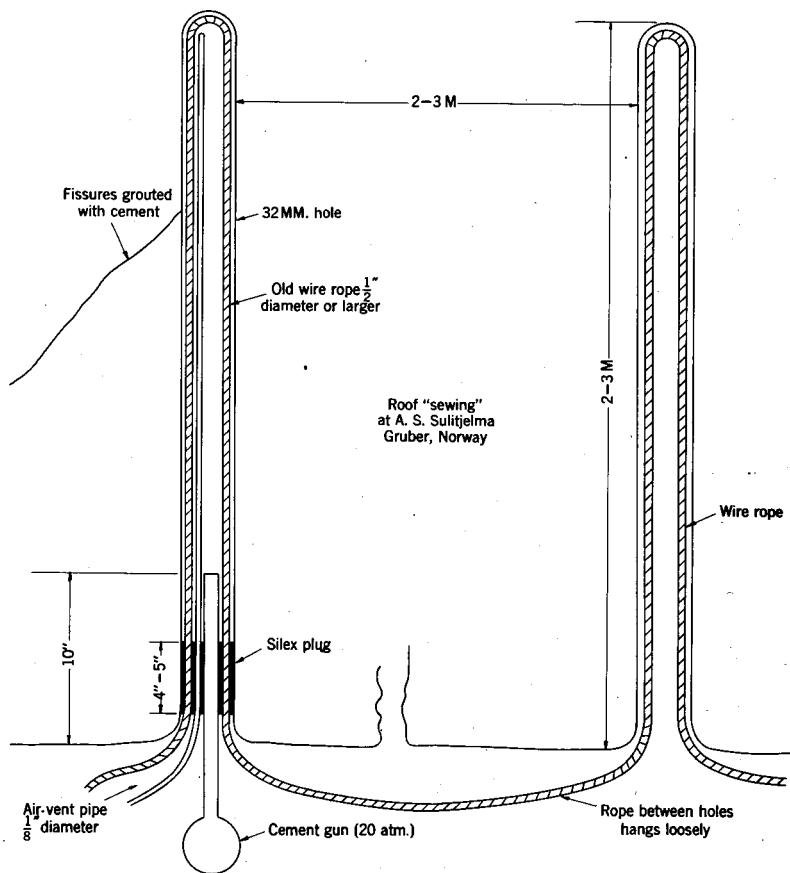 2-3 M
Fissures grouted
with cement
32MM. hole
Old wire rope 1/2"
diameter or larger
Roof "sewing"
at A. S. Sulitjelma
Gruber, Norway
2-3 M
Wire rope
10"
4"-5"
Silex plug
Air-vent pipe
1/8" diameter
Cement gun (20 atm.)
Rope between holes
hangs loosely